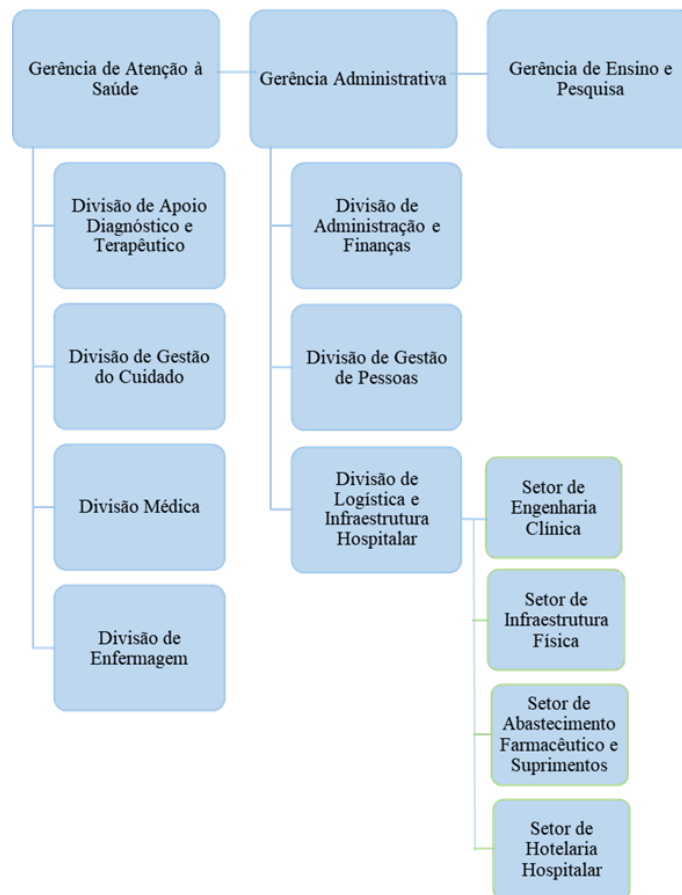 Gerência de Atenção à
Saúde
Gerência Administrativa
Gerência de Ensino e
Pesquisa
Divisão de Apoio
Diagnóstico e
Terapêutico
Divisão de Gestão
do Cuidado
Divisão Médica
Divisão de
Enfermagem
Divisão de
Administração e
Finanças
Divisão de Gestão
de Pessoas
Divisão de
Logística e
Infraestrutura
Hospitalar
Setor de
Engenharia
Clínica
Setor de
Infraestrutura
Física
Setor de
Abastecimento
Farmacêutico e
Suprimentos
Setor de
Hotelaria
Hospitalar